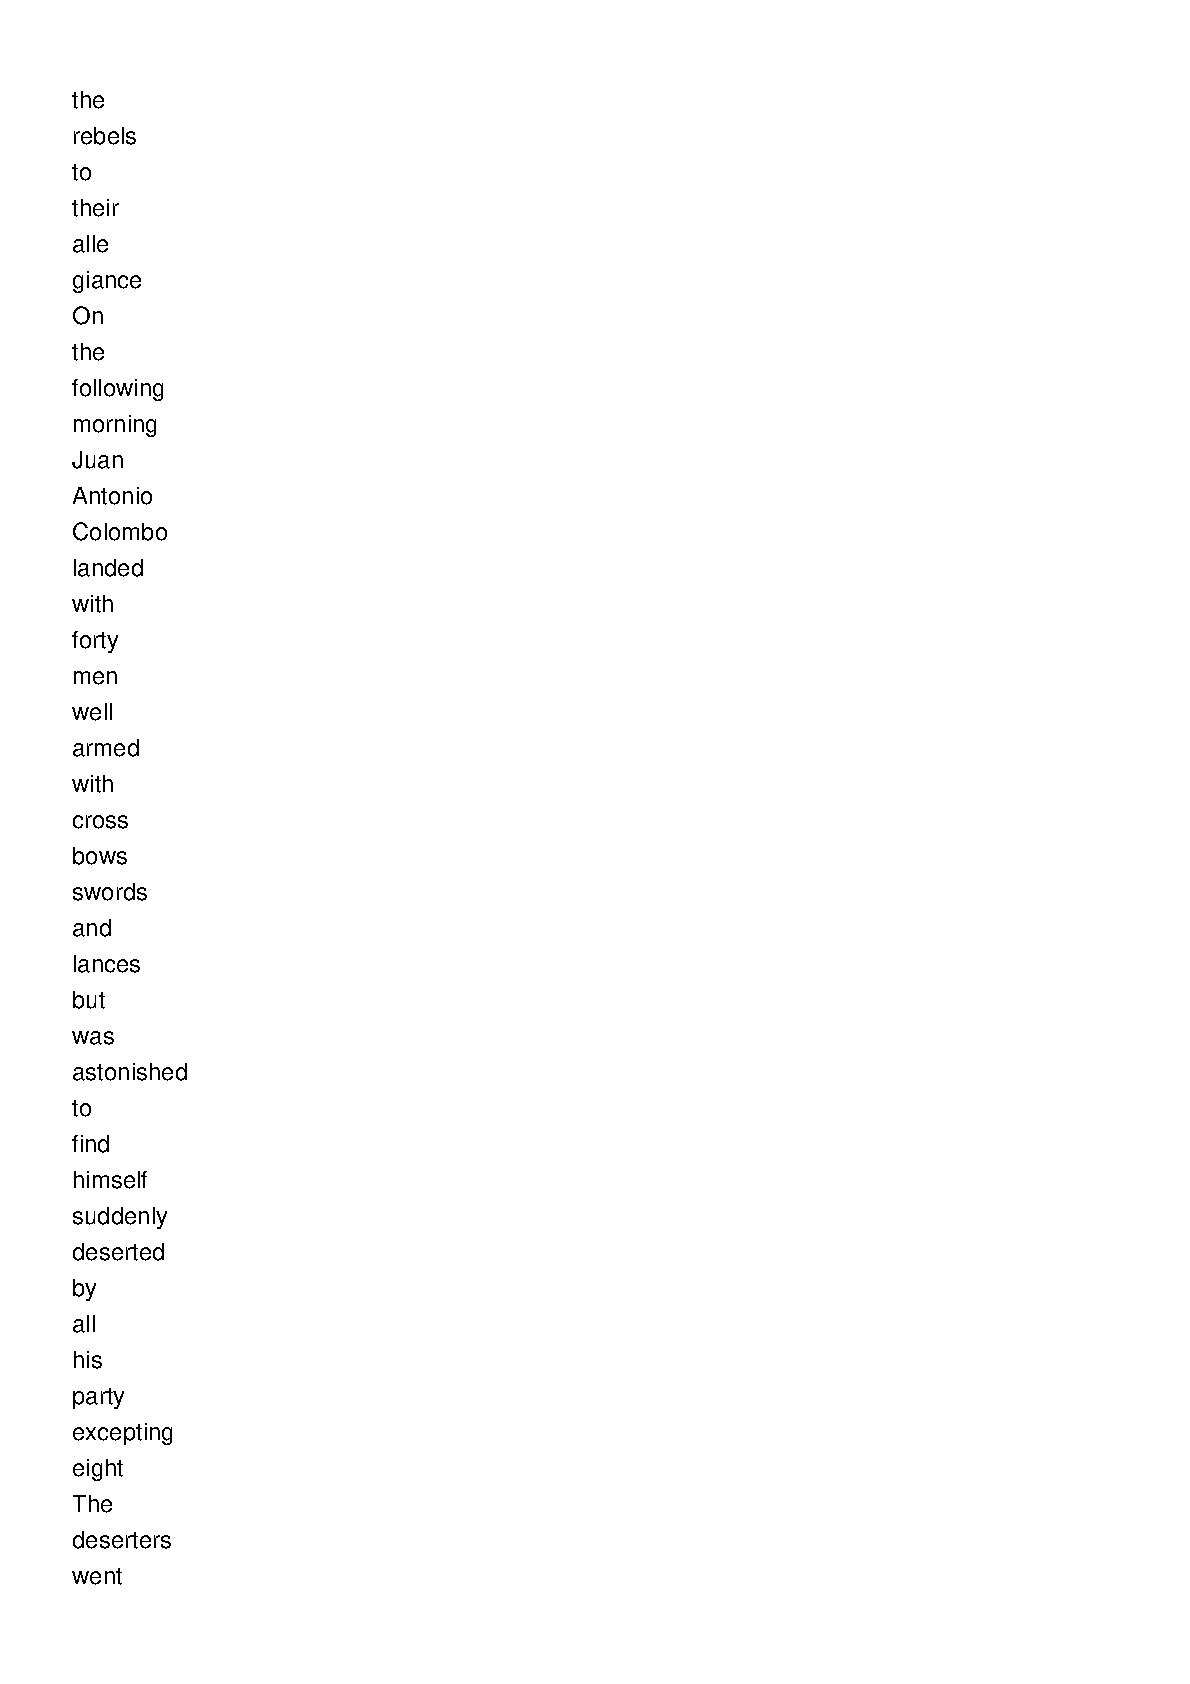 the
rebels
to
their
alle
giance
On
the
following
morning
Juan
Antonio
Colombo
landed
with
forty
men
well
armed
with
cross
bows
swords
and
lances
but
was
astonished
to
find
himself
suddenly
deserted
by
all
his
party
excepting
eight
The
deserters
went